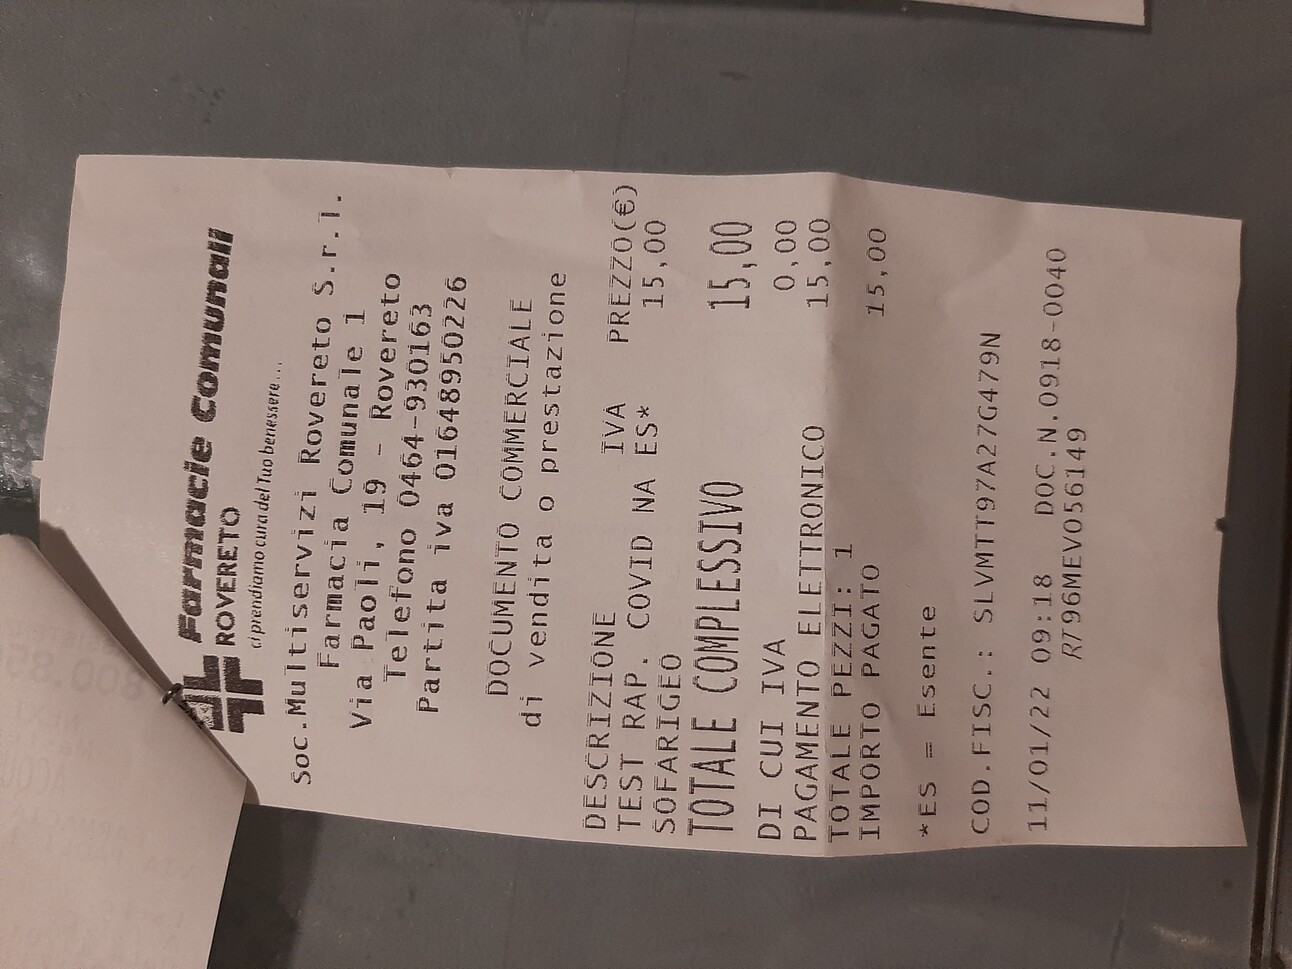 Farmacie Comunali
ROVERETO
ci prendiamo cura del Tuo benessere...
Soc.Multiservizi Rovereto S.r.l.
Farmacia Comunale 1
Via Paoli, 19 - Rovereto
Telefono 0464-930163
Partita iva 01648950226
DOCUMENTO COMMERCIALE
di vendita o prestazione
DESCRIZIONE IVA PREZZO(€)
TEST RAP. COVID NA ES* 15,00
SOFARIGEO
TOTALE COMPLESSIVO 15,00
DI CUI IVA 0,00
PAGAMENTO ELETTRONICO 15,00
TOTALE PEZZI: 1
IMPORTO PAGATO 15,00
*ES = Esente
COD.FISC.: SLVMTT97A27G479N
11/01/22 09:18 DOC.N.0918-0040
RT96MEV056149